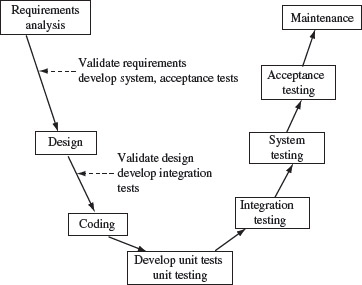 Requirements
analysis
Validate requirements
develop system, acceptance tests
Design
Validate design
develop integration
tests
Coding
Develop unit tests
unit testing
Integration
testing
System
testing
Acceptance
testing
Maintenance